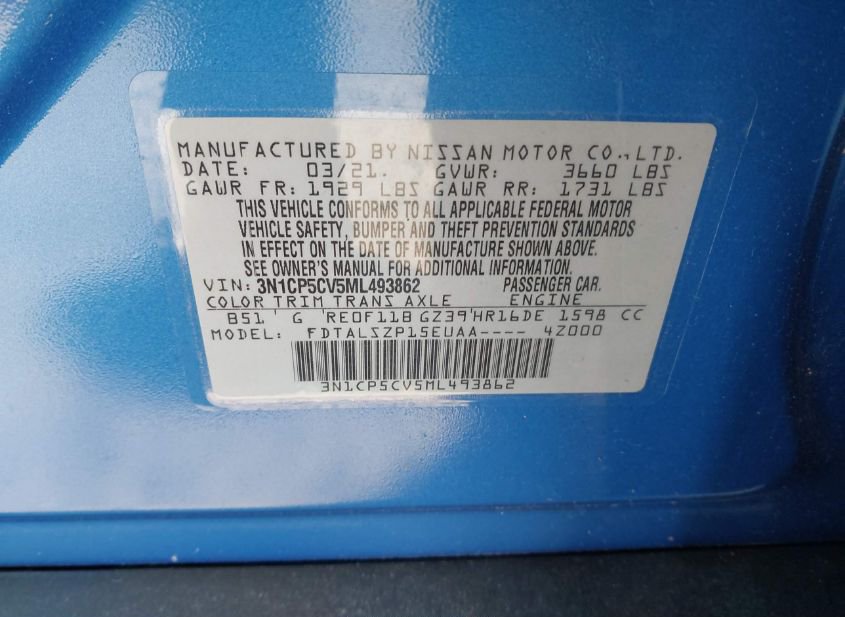 MANUFACTURED BY NISSAN MOTOR CO.,LTD.
DATE: 03/21. GVWR: 3660 LBS
GAWR FR: 1929 LBS GAWR RR: 1731 LBS
THIS VEHICLE CONFORMS TO ALL APPLICABLE FEDERAL MOTOR
VEHICLE SAFETY, BUMPER AND THEFT PREVENTION STANDARDS
IN EFFECT ON THE DATE OF MANUFACTURE SHOWN ABOVE.
SEE OWNER'S MANUAL FOR ADDITIONAL INFORMATION.
VIN: 3N1CP5CV5ML493862 PASSENGER CAR.
COLOR TRIM TRANS AXLE ENGINE
B51 G RE0F11B GZ39 HR16DE 1598 CC
MODEL: FDTALSZP15EUAA---- 42000
3N1CP5CV5ML493862